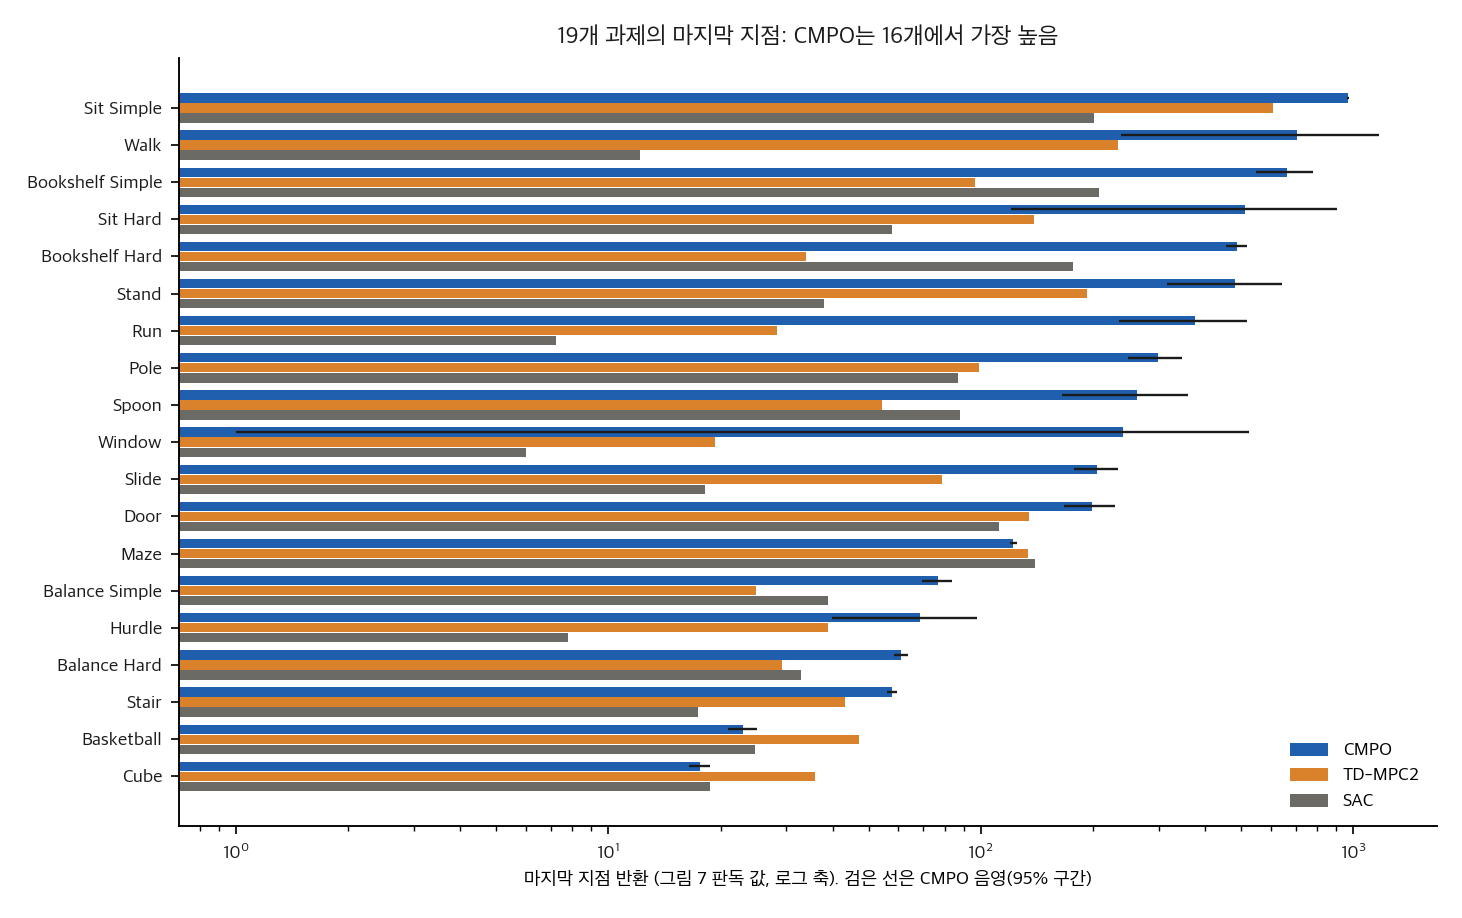 19개 과제의 마지막 지점: CMPO는 16개에서 가장 높음
Sit Simple
Walk
Bookshelf Simple
Sit Hard
Bookshelf Hard
Stand
Run
Pole
Spoon
Window
Slide
Door
Maze
Balance Simple
Hurdle
Balance Hard
Stair
Basketball
Cube
CMPO
TD-MPC2
SAC
10⁰ 10¹ 10² 10³
마지막 지점 반환 (그림 7 판독 값, 로그 축). 검은 선은 CMPO 음영(95% 구간)